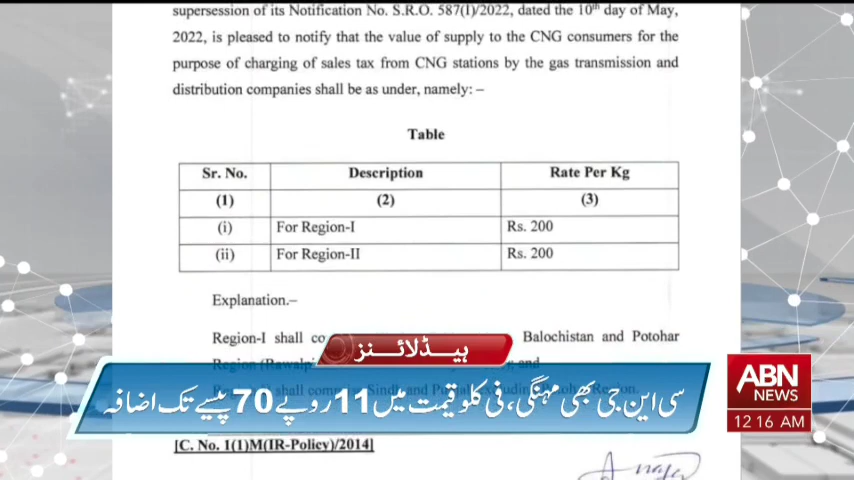 supersession of its Notification No. S.R.O. 587(I)/2022, dated the 10th day of May,
2022, is pleased to notify that the value of supply to the CNG consumers for the
purpose of charging of sales tax from CNG stations by the gas transmission and
distribution companies shall be as under, namely: –
Table
Sr. No. Description Rate Per Kg
(1) (2) (3)
(i) For Region-I Rs. 200
(ii) For Region-II Rs. 200
Explanation.–
Region-I shall co Balochistan and Potohar
ہیڈلائنز
سی این جی بھی مہنگی، فی کلو قیمت میں 11 روپے 70 پیسے تک اضافہ
[C. No. 1(1)M(IR-Policy)/2014]
ABN
NEWS
12:16 AM